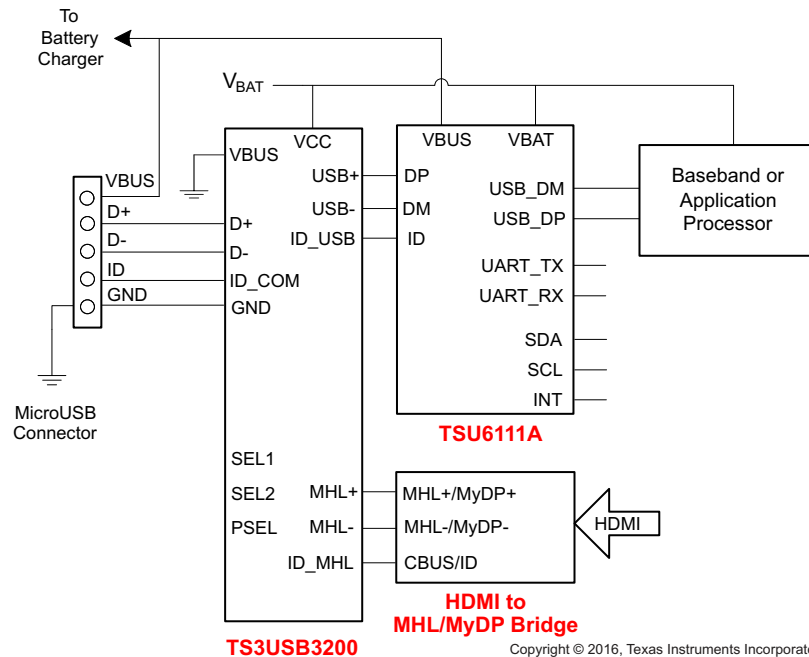 To
Battery
Charger
VBAT
VBUS
D+
D-
ID
GND
MicroUSB
Connector
VCC
VBUS
D+
D-
ID_COM
GND
USB+
USB-
ID_USB
SEL1
SEL2
PSEL
MHL+
MHL-
ID_MHL
TS3USB3200
VBUS
VBAT
DP
DM
ID
USB_DM
USB_DP
UART_TX
UART_RX
SDA
SCL
INT
TSU6111A
Baseband or
Application
Processor
MHL+/MyDP+
MHL-/MyDP-
CBUS/ID
HDMI
HDMI to
MHL/MyDP Bridge
Copyright © 2016, Texas Instruments Incorporat